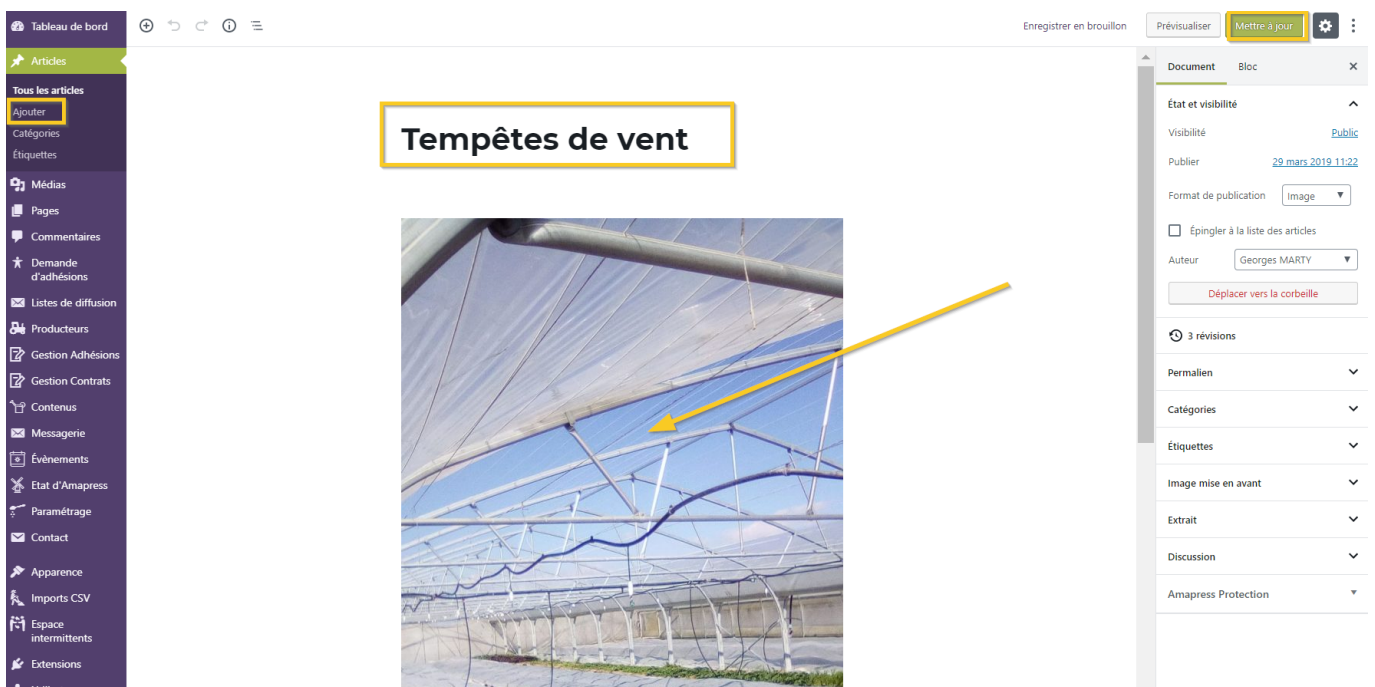 Tableau de bord
Articles
Tous les articles
Ajouter
Catégories
Étiquettes
Médias
Pages
Commentaires
Demande
d'adhésions
Listes de diffusion
Producteurs
Gestion Adhésions
Gestion Contrats
Contenus
Messagerie
Évènements
Etat d'Amapress
Paramétrage
Contact
Apparence
Imports CSV
Espace
intermittents
Extensions
Enregistrer en brouillon
Prévisualiser
Mettre à jour
Tempêtes de vent
Document
Bloc
État et visibilité
Visibilité
Public
Publier
29 mars 2019 11:22
Format de publication
Image
Épingler à la liste des articles
Auteur
Georges MARTY
Déplacer vers la corbeille
3 révisions
Permalien
Catégories
Étiquettes
Image mise en avant
Extrait
Discussion
Amapress Protection